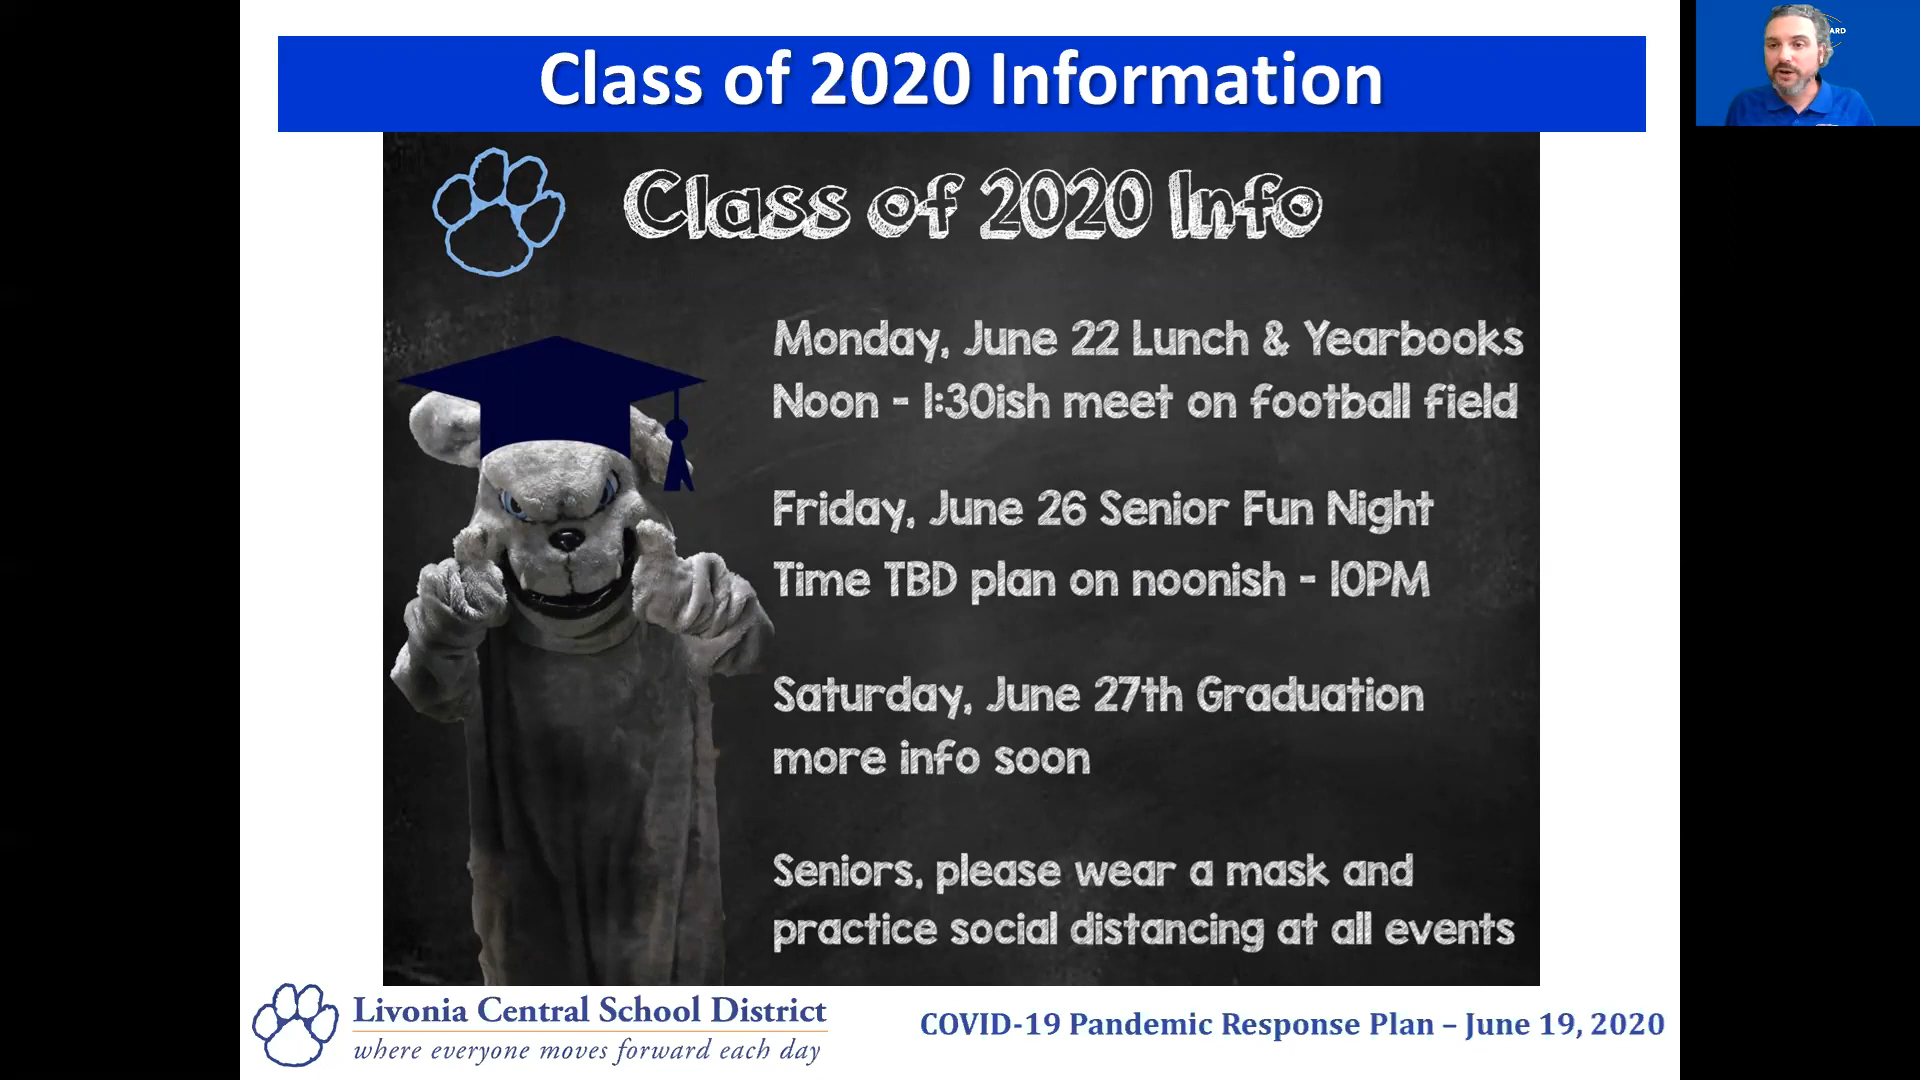 Class of 2020 Information
ARD
Class of 2020 Info
Monday, June 22 Lunch & Yearbooks
Noon - 1:30ish meet on football field
Friday, June 26 Senior Fun Night
Time TBD plan on noonish - 10PM
Saturday, June 27th Graduation
more info soon
Seniors, please wear a mask and
practice social distancing at all events
Livonia Central School District
where everyone moves forward each day
COVID-19 Pandemic Response Plan – June 19, 2020